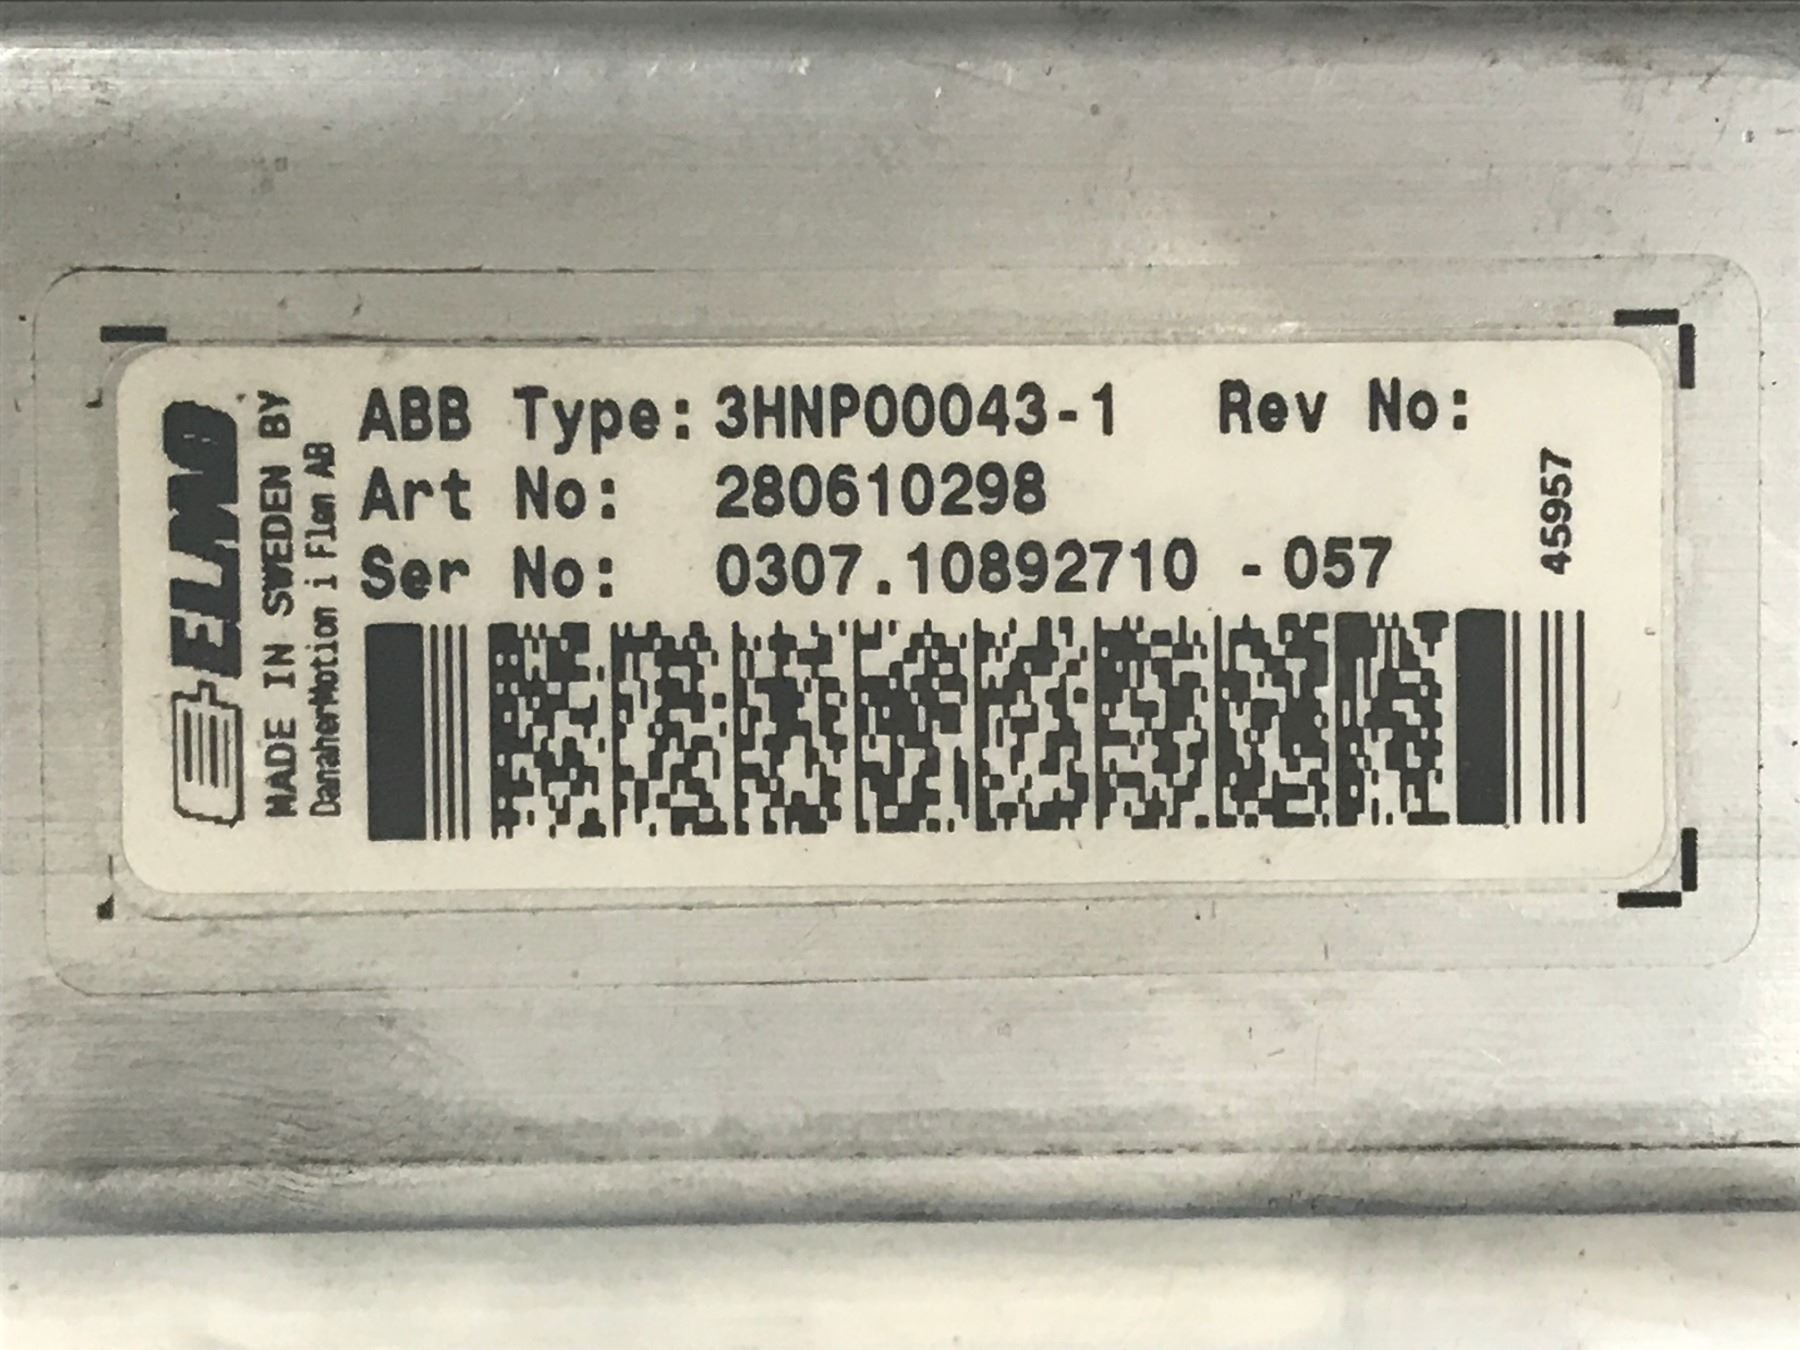 ELMO
MADE IN SWEDEN BY
DanaherMotion i Flen AB
ABB Type: 3HNP00043-1 Rev No:
Art No: 280610298
Ser No: 0307.10892710 -057
45957